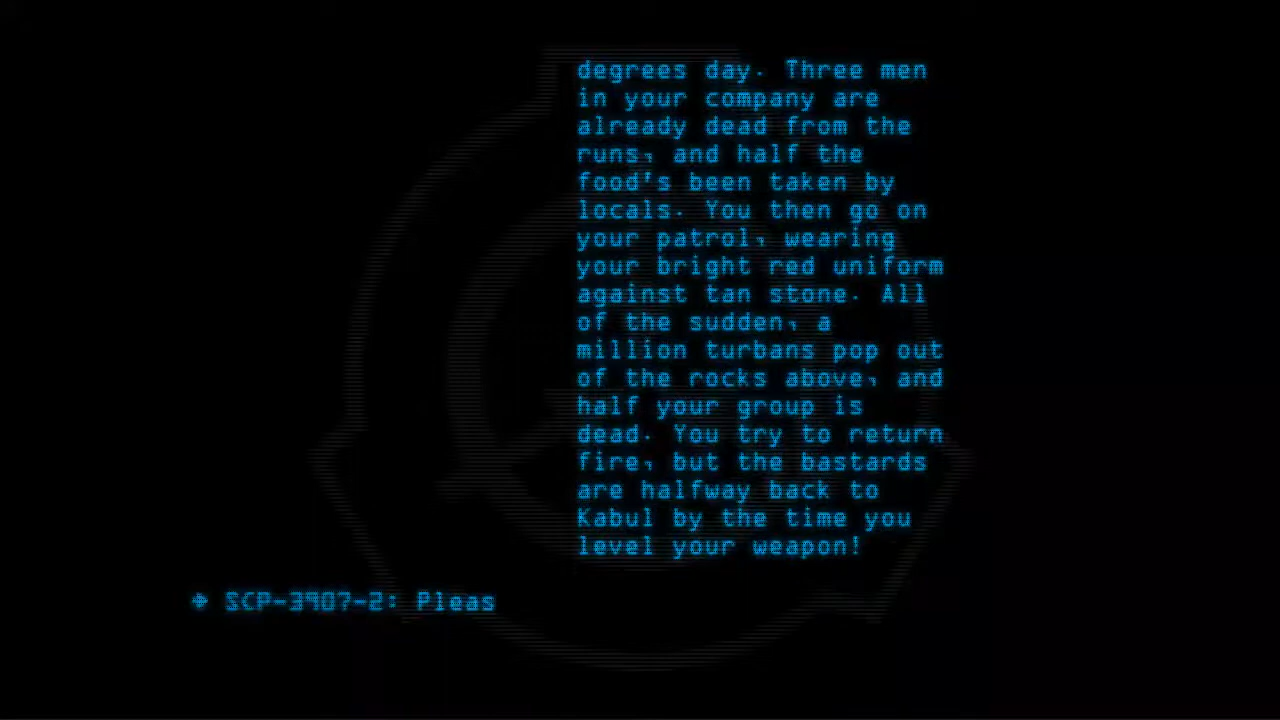 degrees day. Three men
in your company are
already dead from the
runs, and half the
food's been taken by
locals. You then go on
your patrol, wearing
your bright red uniform
against tan stone. All
of the sudden, a
million turbans pop out
of the rocks above, and
half your group is
dead. You try to return
fire, but the bastards
are halfway back to
Kabul by the time you
level your weapon!
SCP-3907-2: Pleas